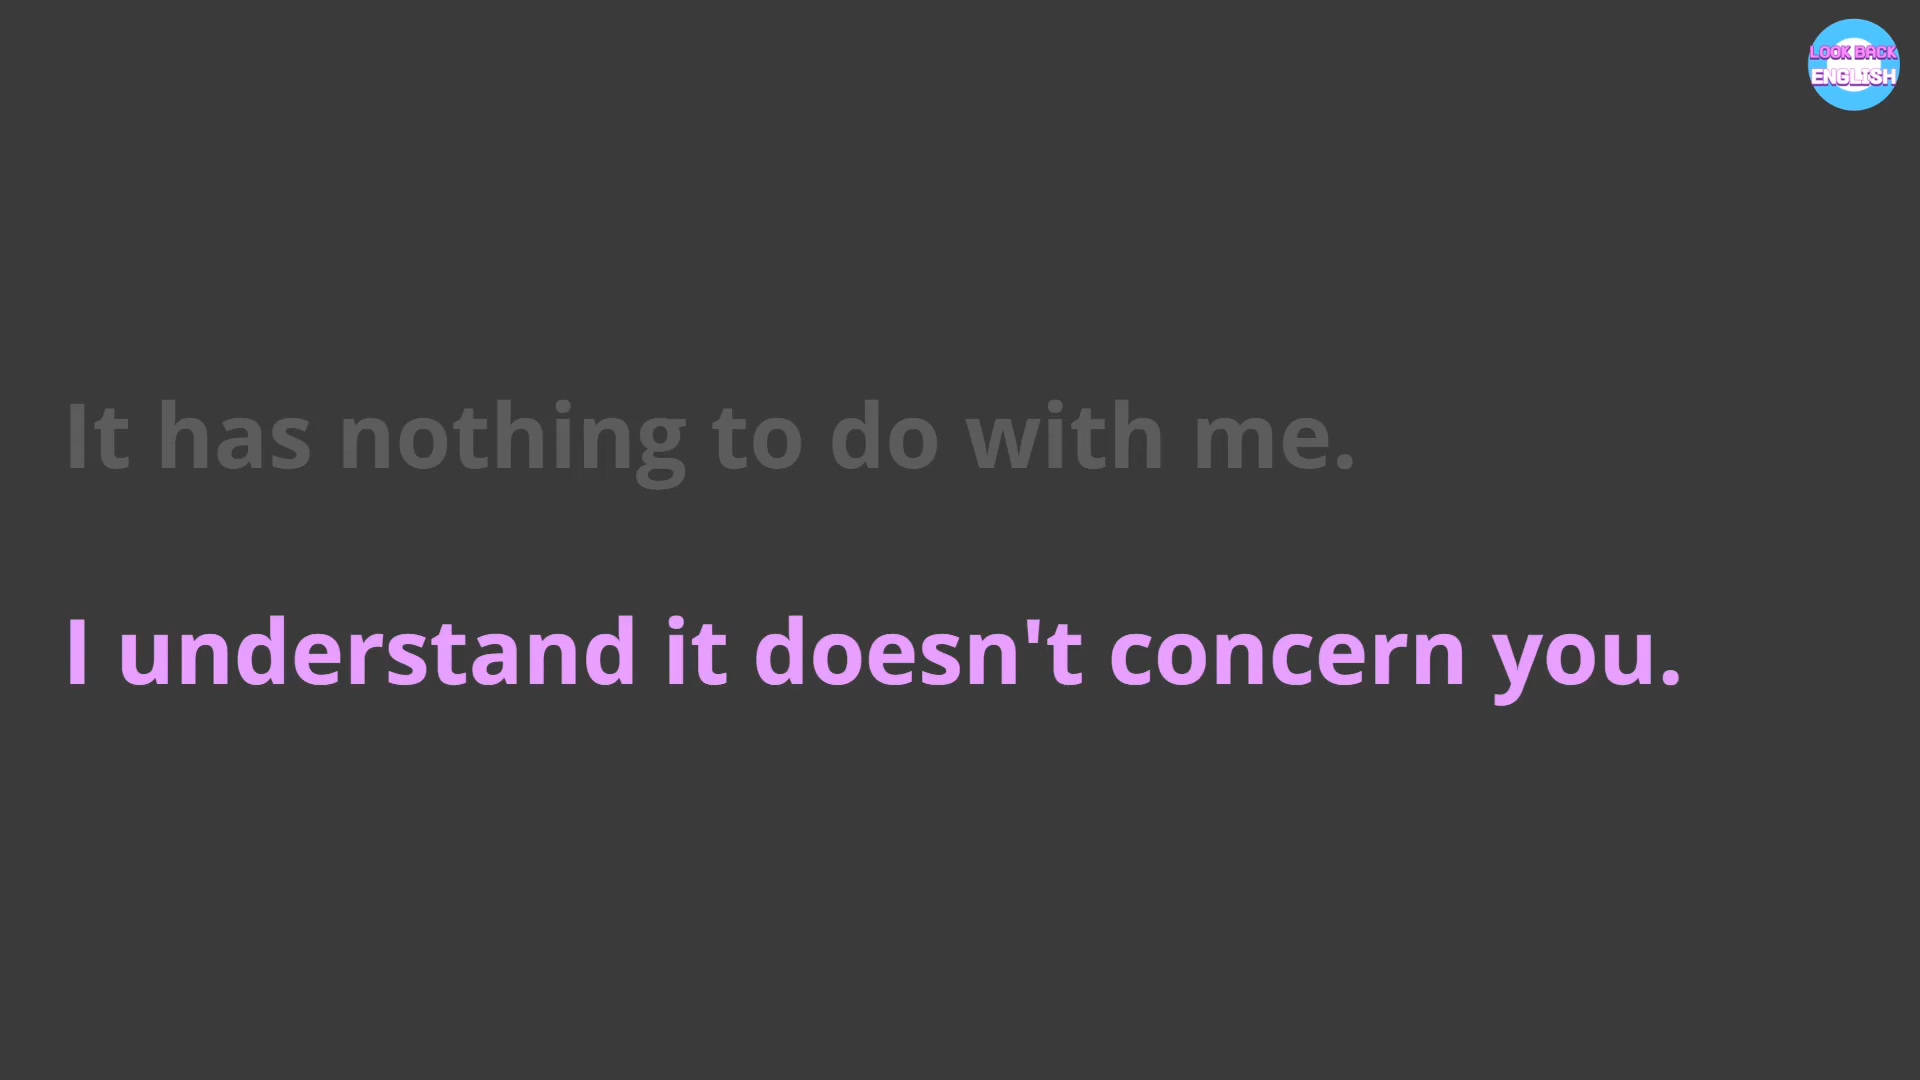 LOOK BACK
ENGLISH
It has nothing to do with me.
I understand it doesn't concern you.